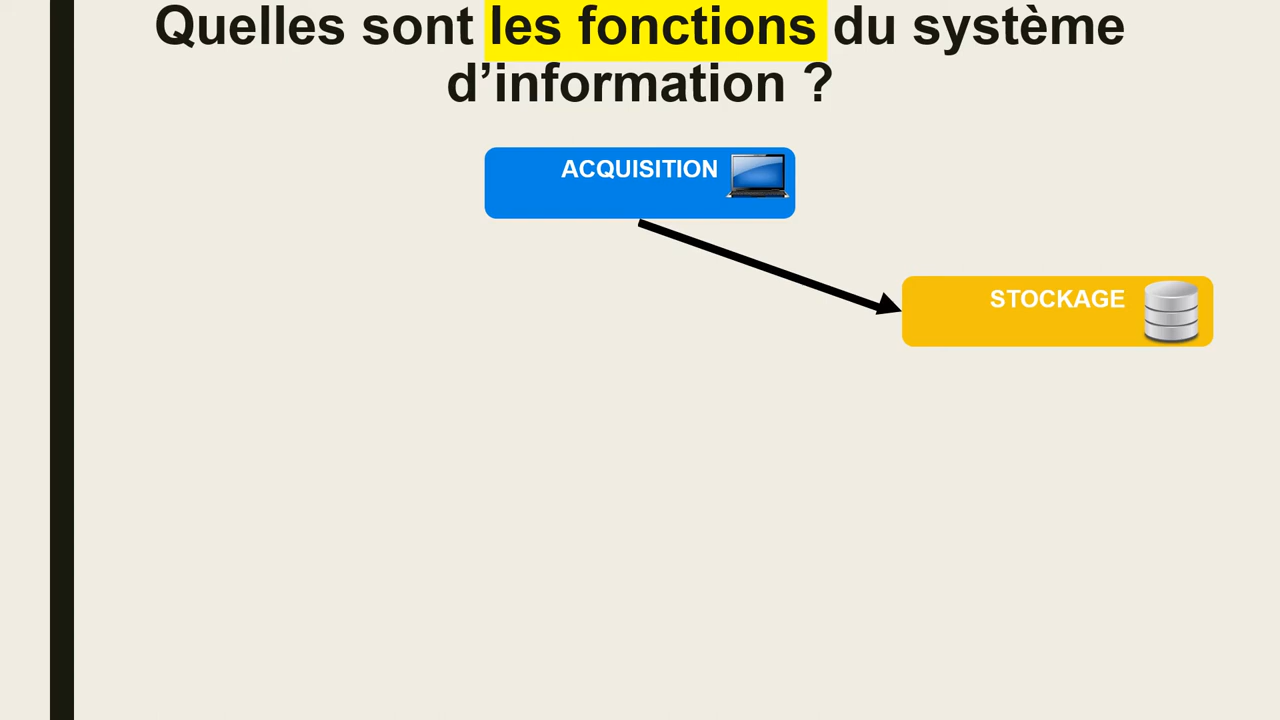 Quelles sont les fonctions du système
d’information ?
ACQUISITION
STOCKAGE